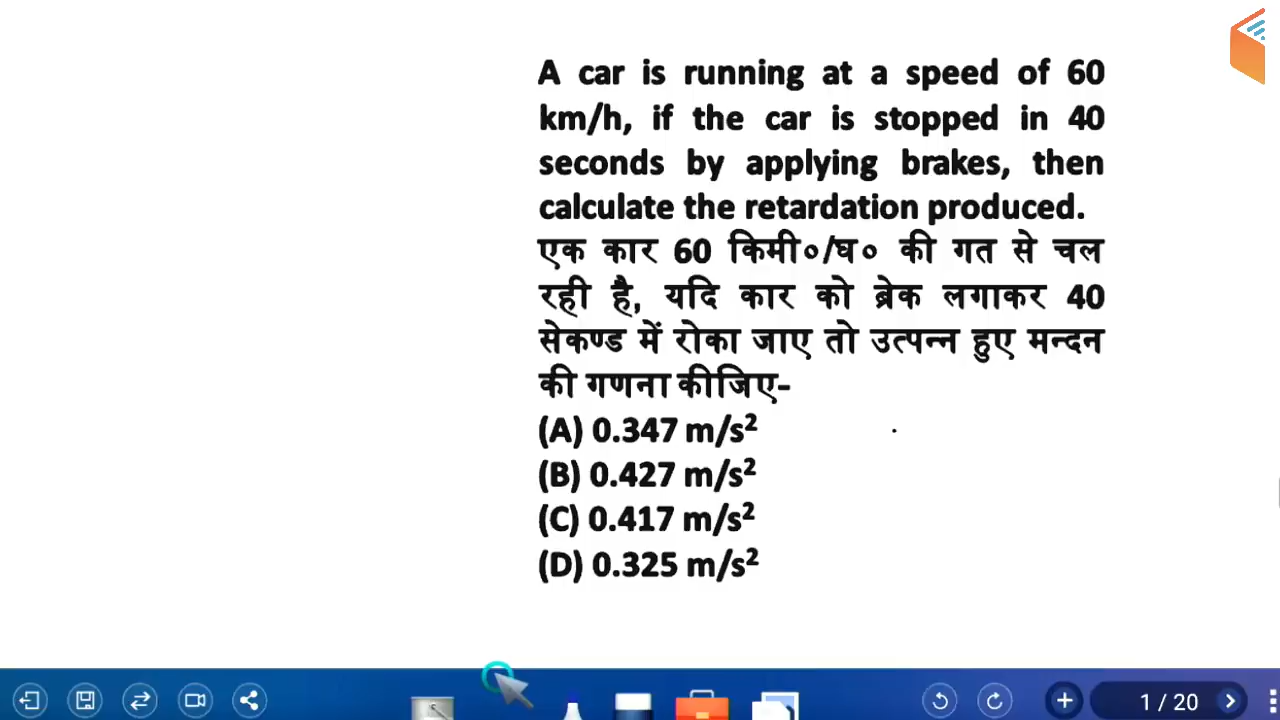 A car is running at a speed of 60
km/h, if the car is stopped in 40
seconds by applying brakes, then
calculate the retardation produced.
एक कार 60 किमी०/घ० की गत से चल
रही है, यदि कार को ब्रेक लगाकर 40
सेकण्ड में रोका जाए तो उत्पन्न हुए मन्दन
की गणना कीजिए-
(A) 0.347 m/s²
(B) 0.427 m/s²
(C) 0.417 m/s²
(D) 0.325 m/s²
1 / 20